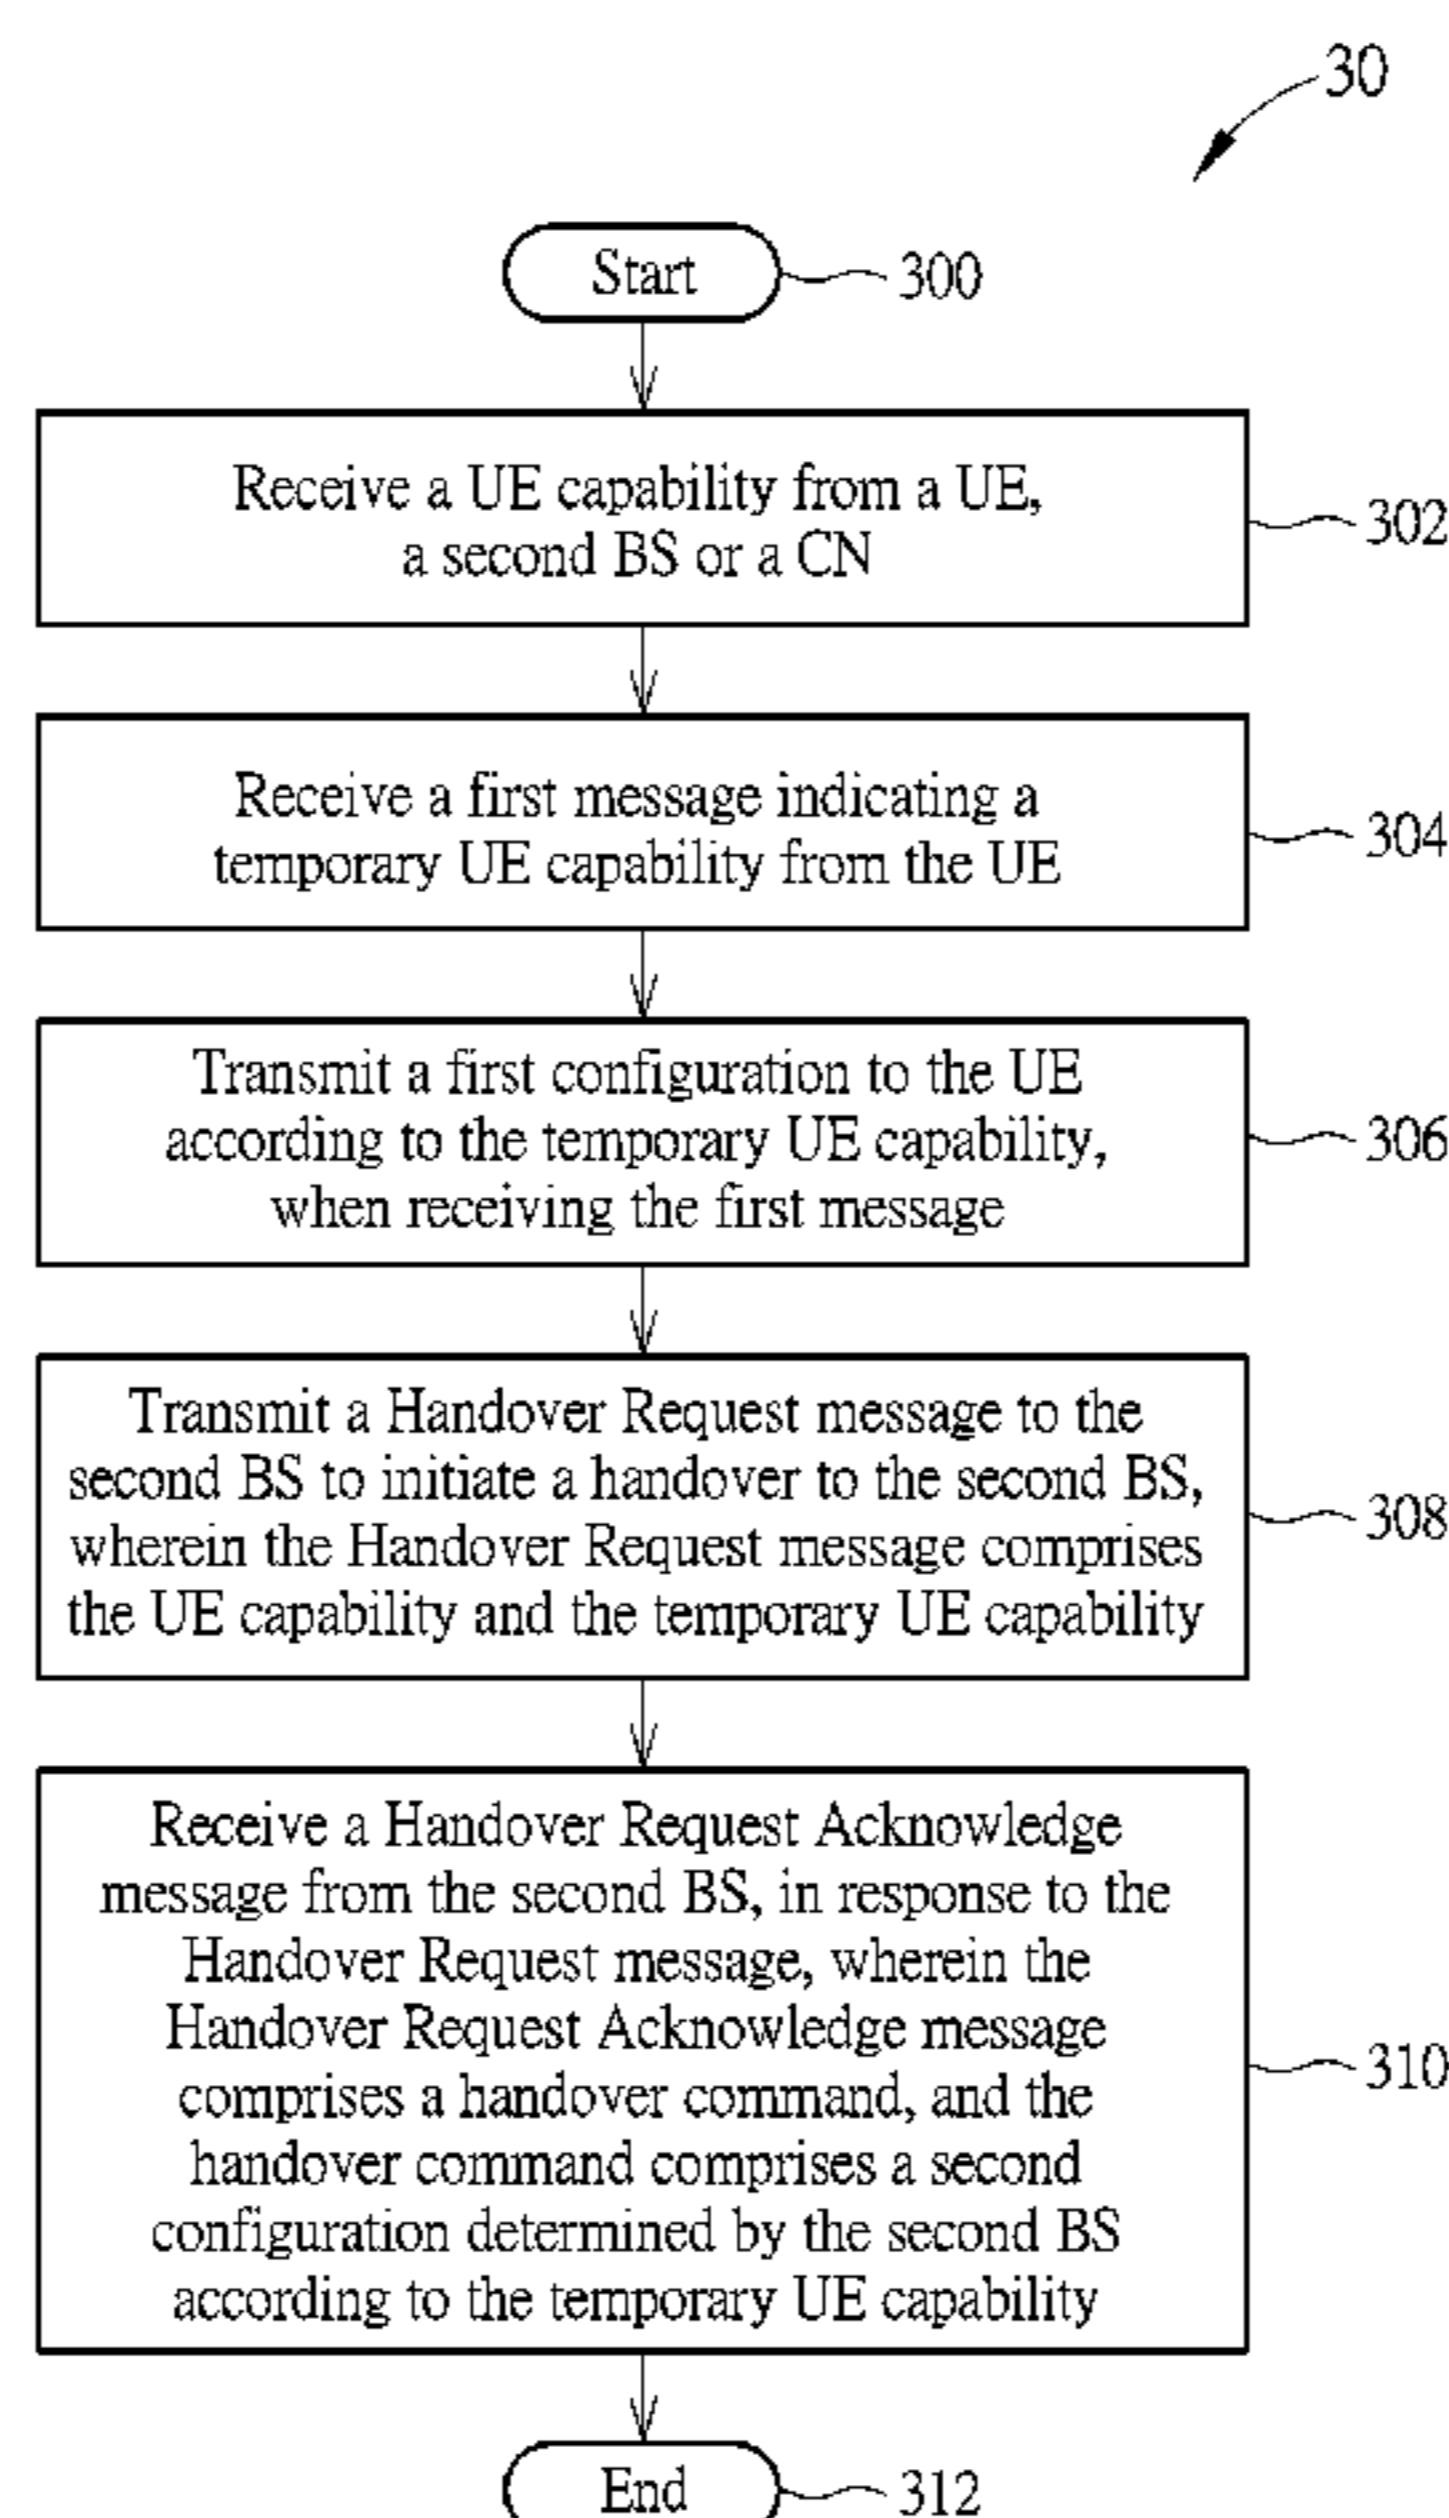 30
Start
300
Receive a UE capability from a UE,
a second BS or a CN
302
Receive a first message indicating a
temporary UE capability from the UE
304
Transmit a first configuration to the UE
according to the temporary UE capability,
when receiving the first message
306
Transmit a Handover Request message to the
second BS to initiate a handover to the second BS,
wherein the Handover Request message comprises
the UE capability and the temporary UE capability
308
Receive a Handover Request Acknowledge
message from the second BS, in response to the
Handover Request message, wherein the
Handover Request Acknowledge message
comprises a handover command, and the
handover command comprises a second
configuration determined by the second BS
according to the temporary UE capability
310
End
312